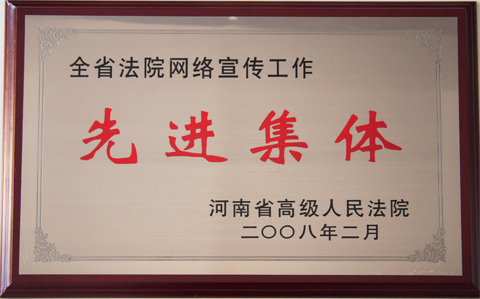 全省法院网络宣传工作
先进集体
河南省高级人民法院
二〇〇八年二月